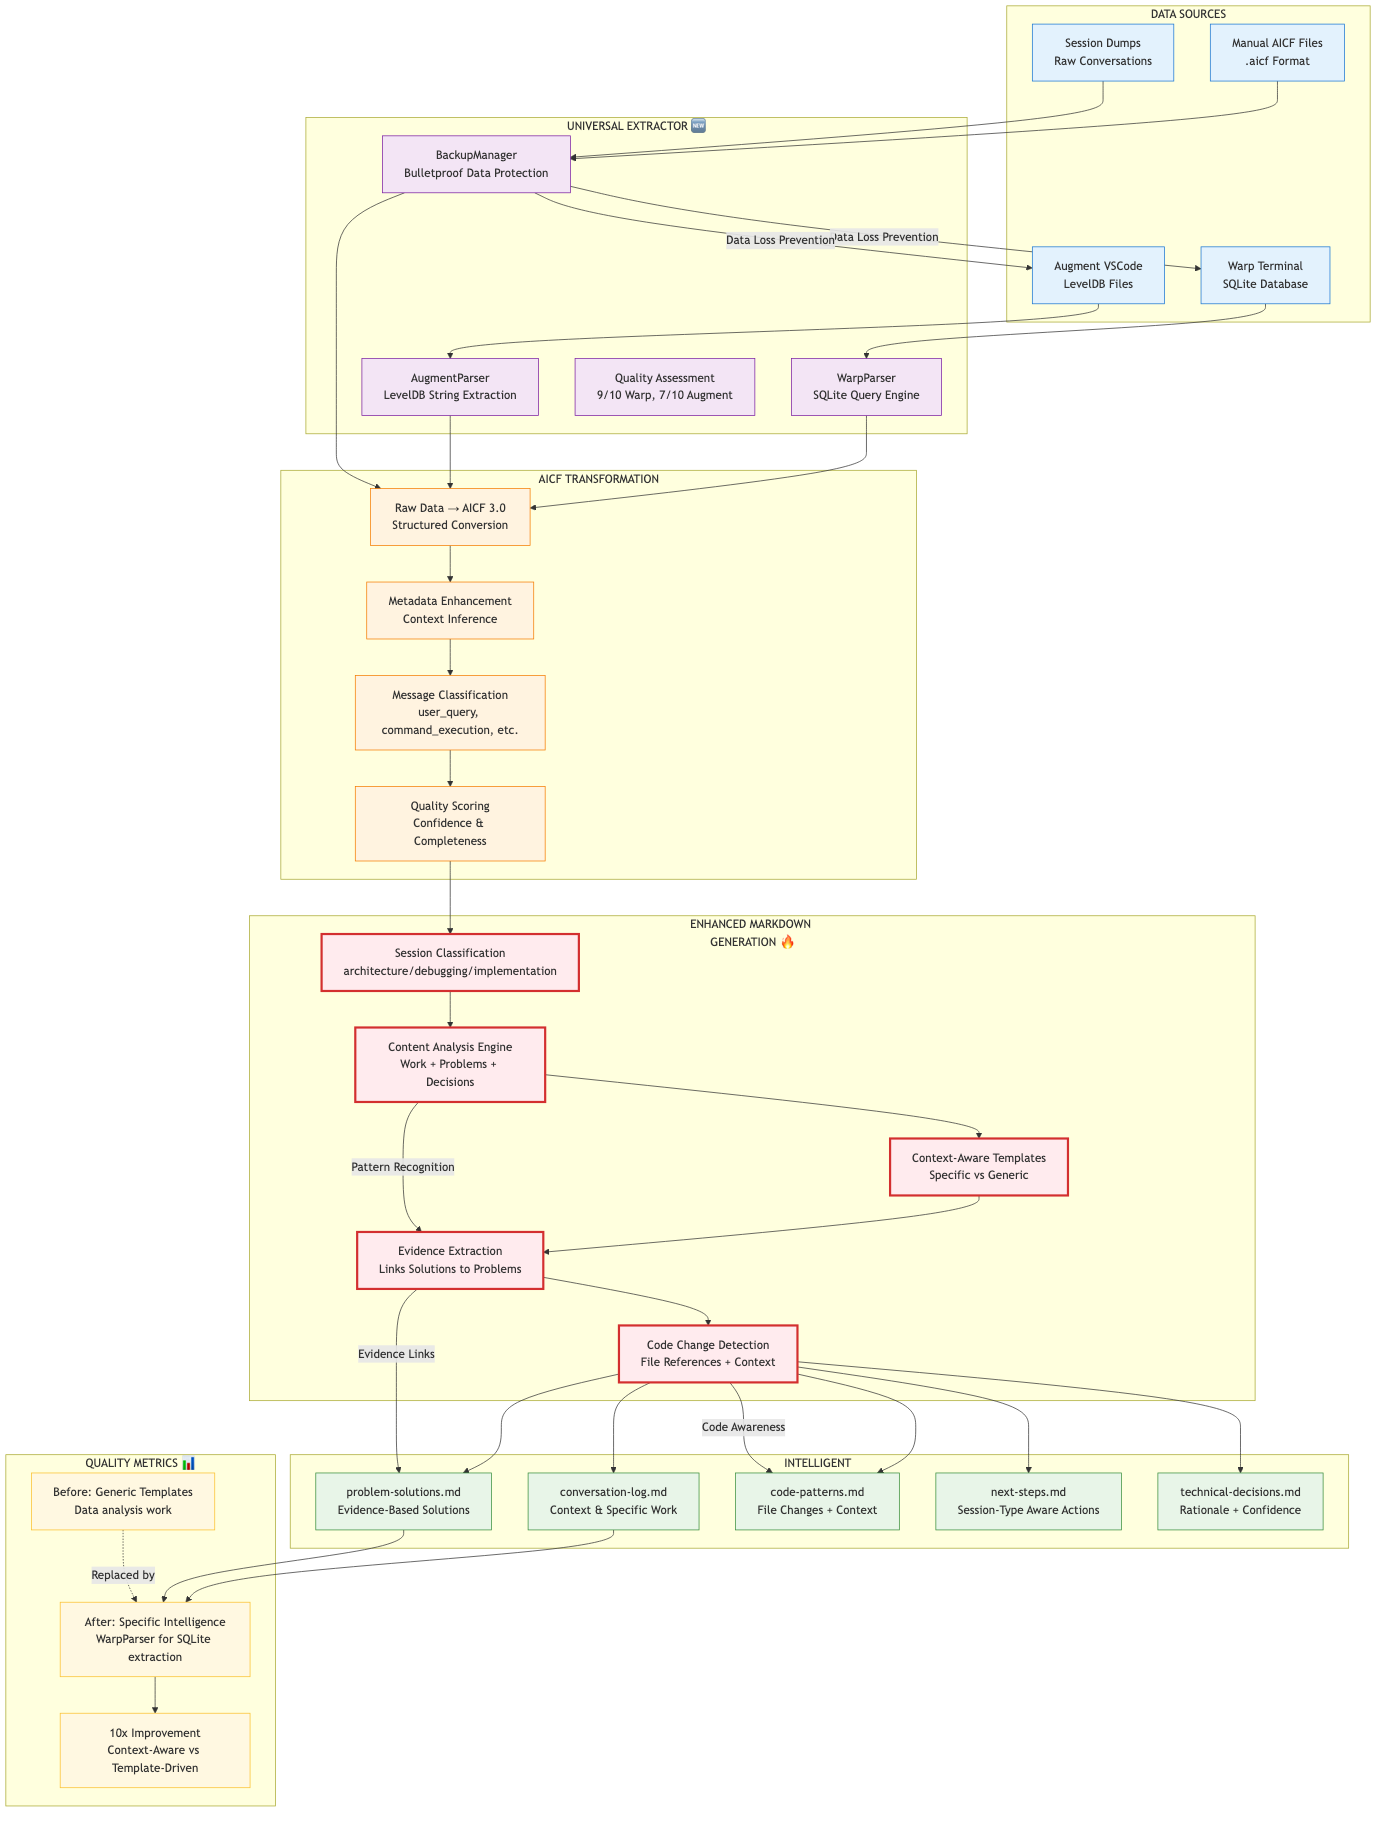 DATA SOURCES
Session Dumps
Raw Conversations
Manual AICF Files
.aicf Format
UNIVERSAL EXTRACTOR 🆕
BackupManager
Bulletproof Data Protection
Data Loss Prevention
Data Loss Prevention
Augment VSCode
LevelDB Files
Warp Terminal
SQLite Database
AugmentParser
LevelDB String Extraction
Quality Assessment
9/10 Warp, 7/10 Augment
WarpParser
SQLite Query Engine
AICF TRANSFORMATION
Raw Data → AICF 3.0
Structured Conversion
Metadata Enhancement
Context Inference
Message Classification
user_query,
command_execution, etc.
Quality Scoring
Confidence &
Completeness
ENHANCED MARKDOWN
GENERATION 🔥
Session Classification
architecture/debugging/implementation
Content Analysis Engine
Work + Problems +
Decisions
Context-Aware Templates
Specific vs Generic
Pattern Recognition
Evidence Extraction
Links Solutions to Problems
Code Change Detection
File References + Context
Evidence Links
Code Awareness
INTELLIGENT
problem-solutions.md
Evidence-Based Solutions
conversation-log.md
Context & Specific Work
code-patterns.md
File Changes + Context
next-steps.md
Session-Type Aware Actions
technical-decisions.md
Rationale + Confidence
QUALITY METRICS 📊
Before: Generic Templates
Data analysis work
Replaced by
After: Specific Intelligence
WarpParser for SQLite
extraction
10x Improvement
Context-Aware vs
Template-Driven